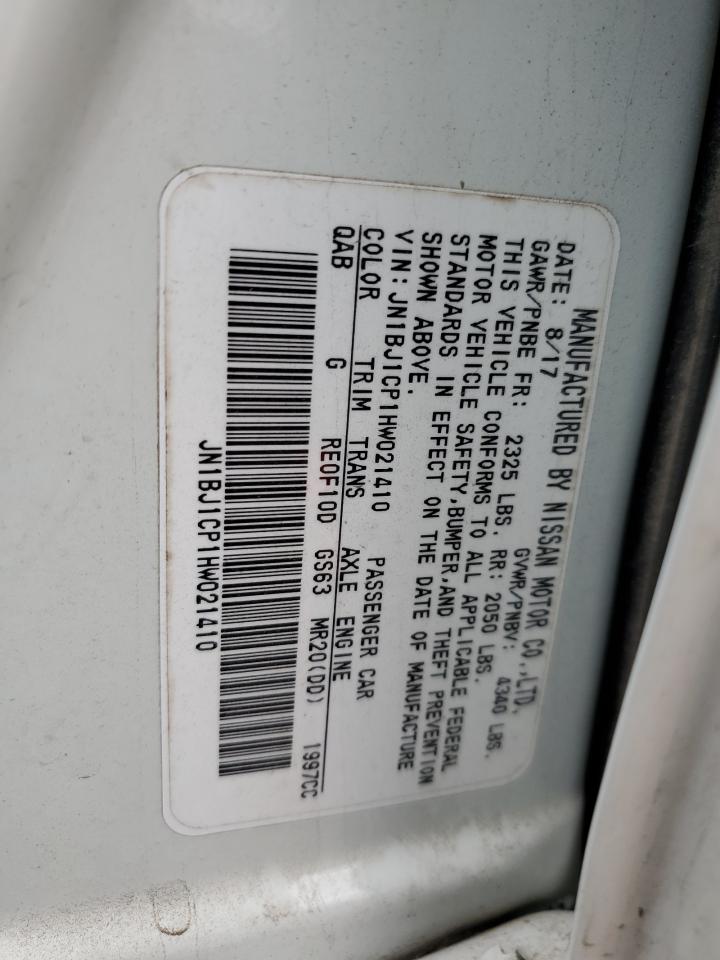 MANUFACTURED BY NISSAN MOTOR CO.,LTD.
DATE: 8/17 GVWR/PNBV: 4340 LBS.
GAWR/PNBE FR: 2325 LBS. RR: 2050 LBS.
THIS VEHICLE CONFORMS TO ALL APPLICABLE FEDERAL
MOTOR VEHICLE SAFETY,BUMPER,AND THEFT PREVENTION
STANDARDS IN EFFECT ON THE DATE OF MANUFACTURE
SHOWN ABOVE.
VIN:JN1BJ1CP1HW021410 PASSENGER CAR
COLOR TRIM TRANS AXLE ENGINE
QAB G RE0F10D GS63 MR20(DD) 1997CC
JN1BJ1CP1HW021410